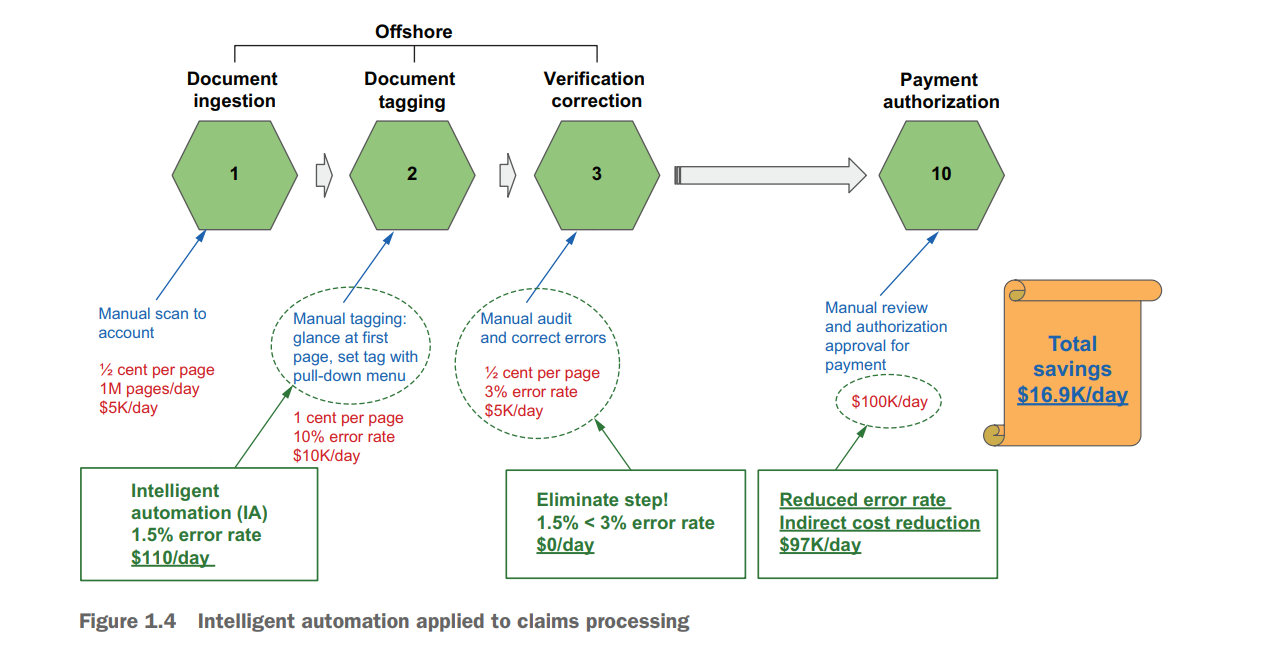 Offshore
Document
ingestion
Document
tagging
Verification
correction
Payment
authorization
1
2
3
10
Manual scan to
account
½ cent per page
1M pages/day
$5K/day
Manual tagging:
glance at first
page, set tag with
pull-down menu
1 cent per page
10% error rate
$10K/day
Manual audit
and correct errors
½ cent per page
3% error rate
$5K/day
Manual review
and authorization
approval for
payment
$100K/day
Total
savings
$16.9K/day
Intelligent
automation (IA)
1.5% error rate
$110/day
Eliminate step!
1.5% < 3% error rate
$0/day
Reduced error rate
Indirect cost reduction
$97K/day
Figure 1.4 Intelligent automation applied to claims processing